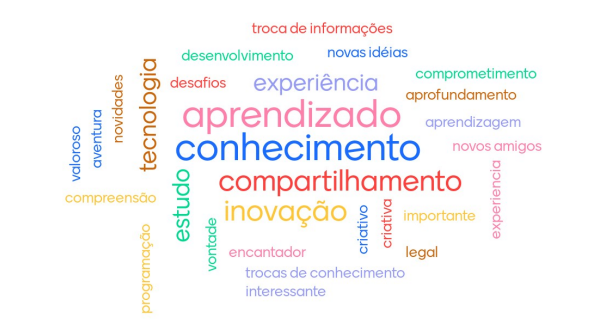 troca de informações
desenvolvimento
novas idéias
desafios
experiência
comprometimento
aprofundamento
tecnologia
novidades
aventura
valoroso
aprendizado
aprendizagem
conhecimento
novos amigos
compartilhamento
compreensão
estudo
inovação
experiencia
criativo
criativa
importante
vontade
programação
encantador
legal
trocas de conhecimento
interessante